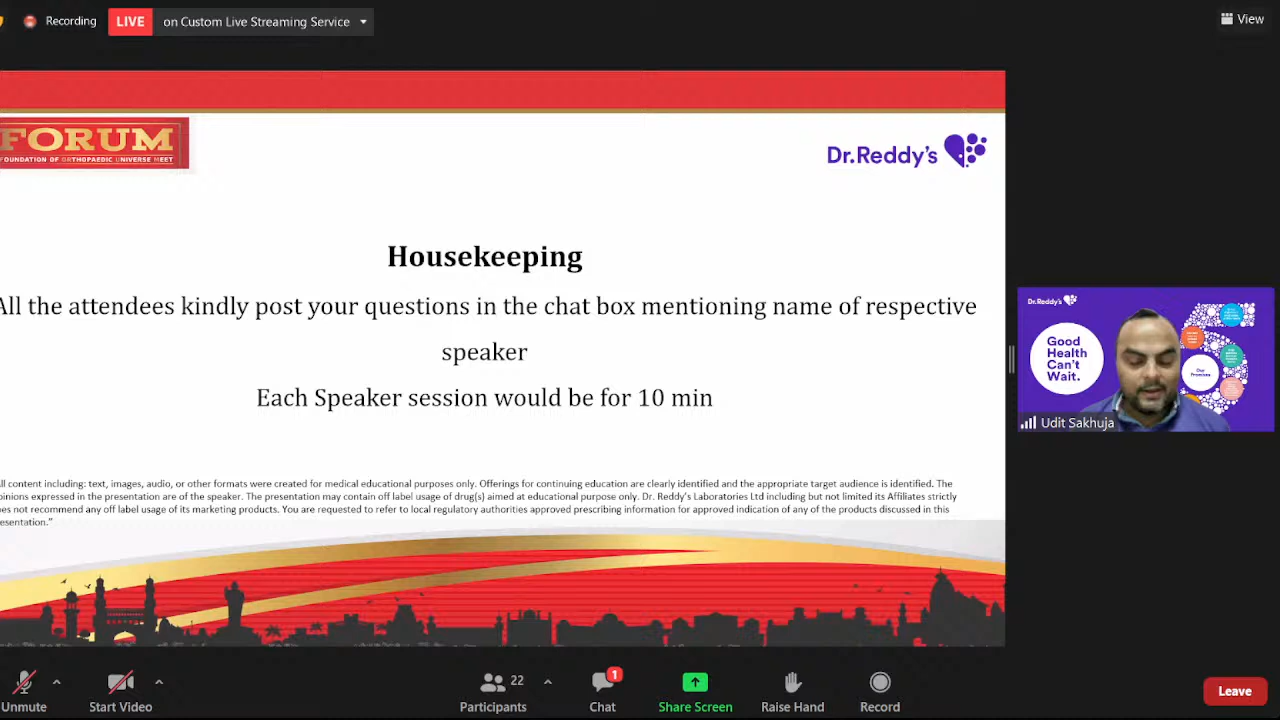 Recording
LIVE
on Custom Live Streaming Service
View
FORUM
FOUNDATION OF ORTHOPAEDIC UNIVERSE MEET
Dr.Reddy's
Housekeeping
All the attendees kindly post your questions in the chat box mentioning name of respective
speaker
Each Speaker session would be for 10 min
ll content including: text, images, audio, or other formats were created for medical educational purposes only. Offerings for continuing education are clearly identified and the appropriate target audience is identified. The
pinions expressed in the presentation are of the speaker. The presentation may contain off label usage of drug(s) aimed at educational purpose only. Dr. Reddy's Laboratories Ltd including but not limited its Affiliates strictly
es not recommend any off label usage of its marketing products. You are requested to refer to local regulatory authorities approved prescribing information for approved indication of any of the products discussed in this
esentation."
Dr.Reddy's
Good
Health
Can't
Wait.
Our
Promises
Udit Sakhuja
Unmute
Start Video
22
Participants
1
Chat
Share Screen
Raise Hand
Record
Leave